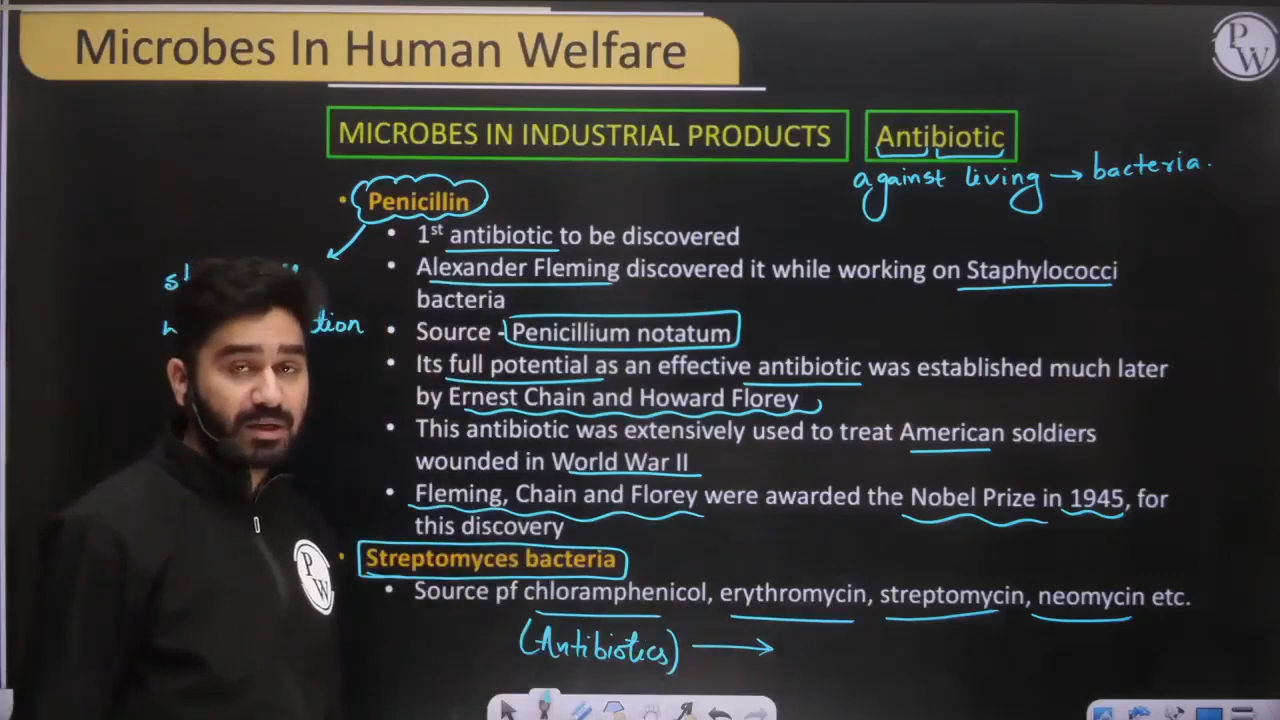 Microbes In Human Welfare
PW
MICROBES IN INDUSTRIAL PRODUCTS
Antibiotic
against living → bacteria.
• Penicillin
• 1st antibiotic to be discovered
• Alexander Fleming discovered it while working on Staphylococci
bacteria
• Source - Penicillium notatum
• Its full potential as an effective antibiotic was established much later
by Ernest Chain and Howard Florey
• This antibiotic was extensively used to treat American soldiers
wounded in World War II
• Fleming, Chain and Florey were awarded the Nobel Prize in 1945, for
this discovery
• Streptomyces bacteria
• Source pf chloramphenicol, erythromycin, streptomycin, neomycin etc.
(Antibiotics) →
PW